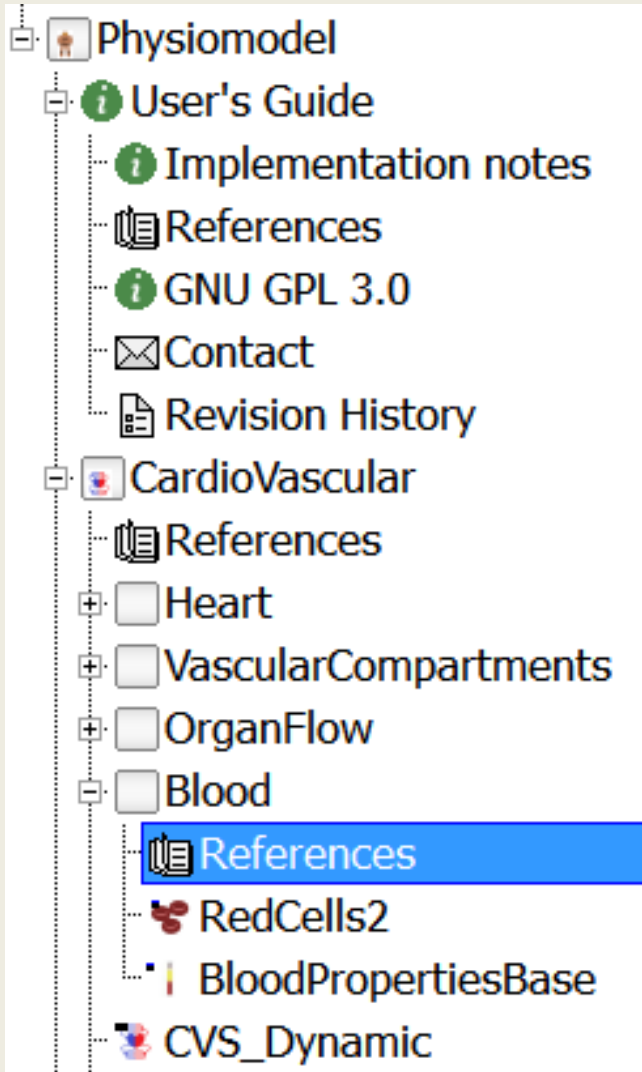 Physiomodel
User's Guide
Implementation notes
References
GNU GPL 3.0
Contact
Revision History
CardioVascular
References
Heart
VascularCompartments
OrganFlow
Blood
References
RedCells2
BloodPropertiesBase
CVS_Dynamic